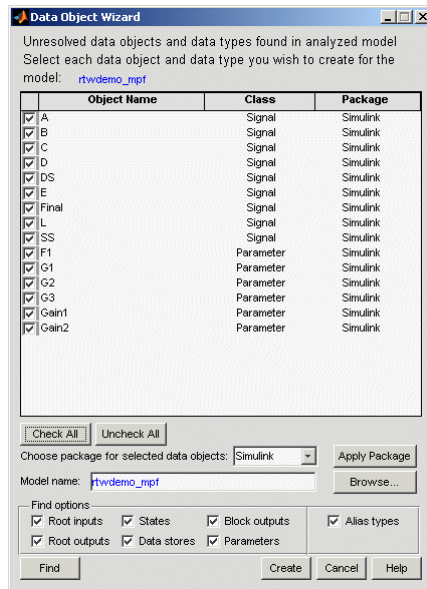 Data Object Wizard
Unresolved data objects and data types found in analyzed model
Select each data object and data type you wish to create for the
model: rtwdemo_mpf
Object Name Class Package
A Signal Simulink
B Signal Simulink
C Signal Simulink
D Signal Simulink
DS Signal Simulink
E Signal Simulink
Final Signal Simulink
L Signal Simulink
SS Signal Simulink
F1 Parameter Simulink
G1 Parameter Simulink
G2 Parameter Simulink
G3 Parameter Simulink
Gain1 Parameter Simulink
Gain2 Parameter Simulink
Check All Uncheck All
Choose package for selected data objects: Simulink Apply Package
Model name: rtwdemo_mpf Browse...
Find options
Root inputs States Block outputs Alias types
Root outputs Data stores Parameters
Find Create Cancel Help